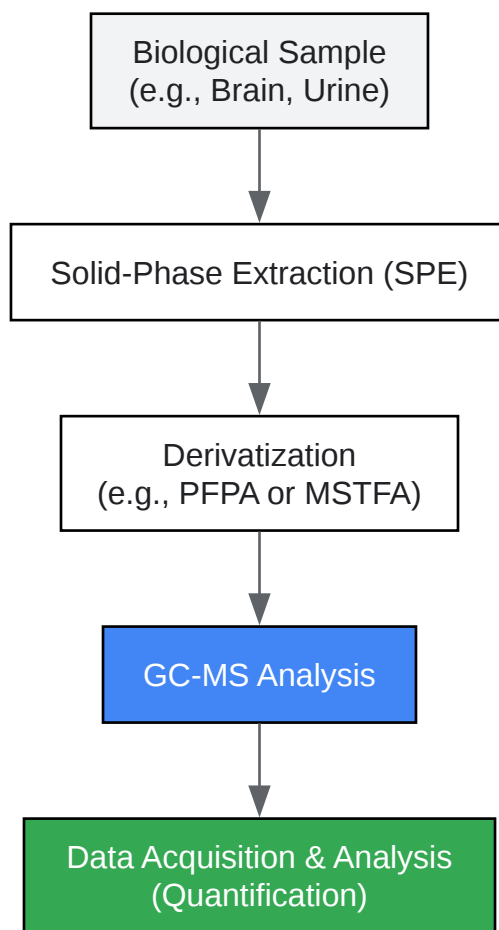 Biological Sample
(e.g., Brain, Urine)
Solid-Phase Extraction (SPE)
Derivatization
(e.g., PFPA or MSTFA)
GC-MS Analysis
Data Acquisition & Analysis
(Quantification)